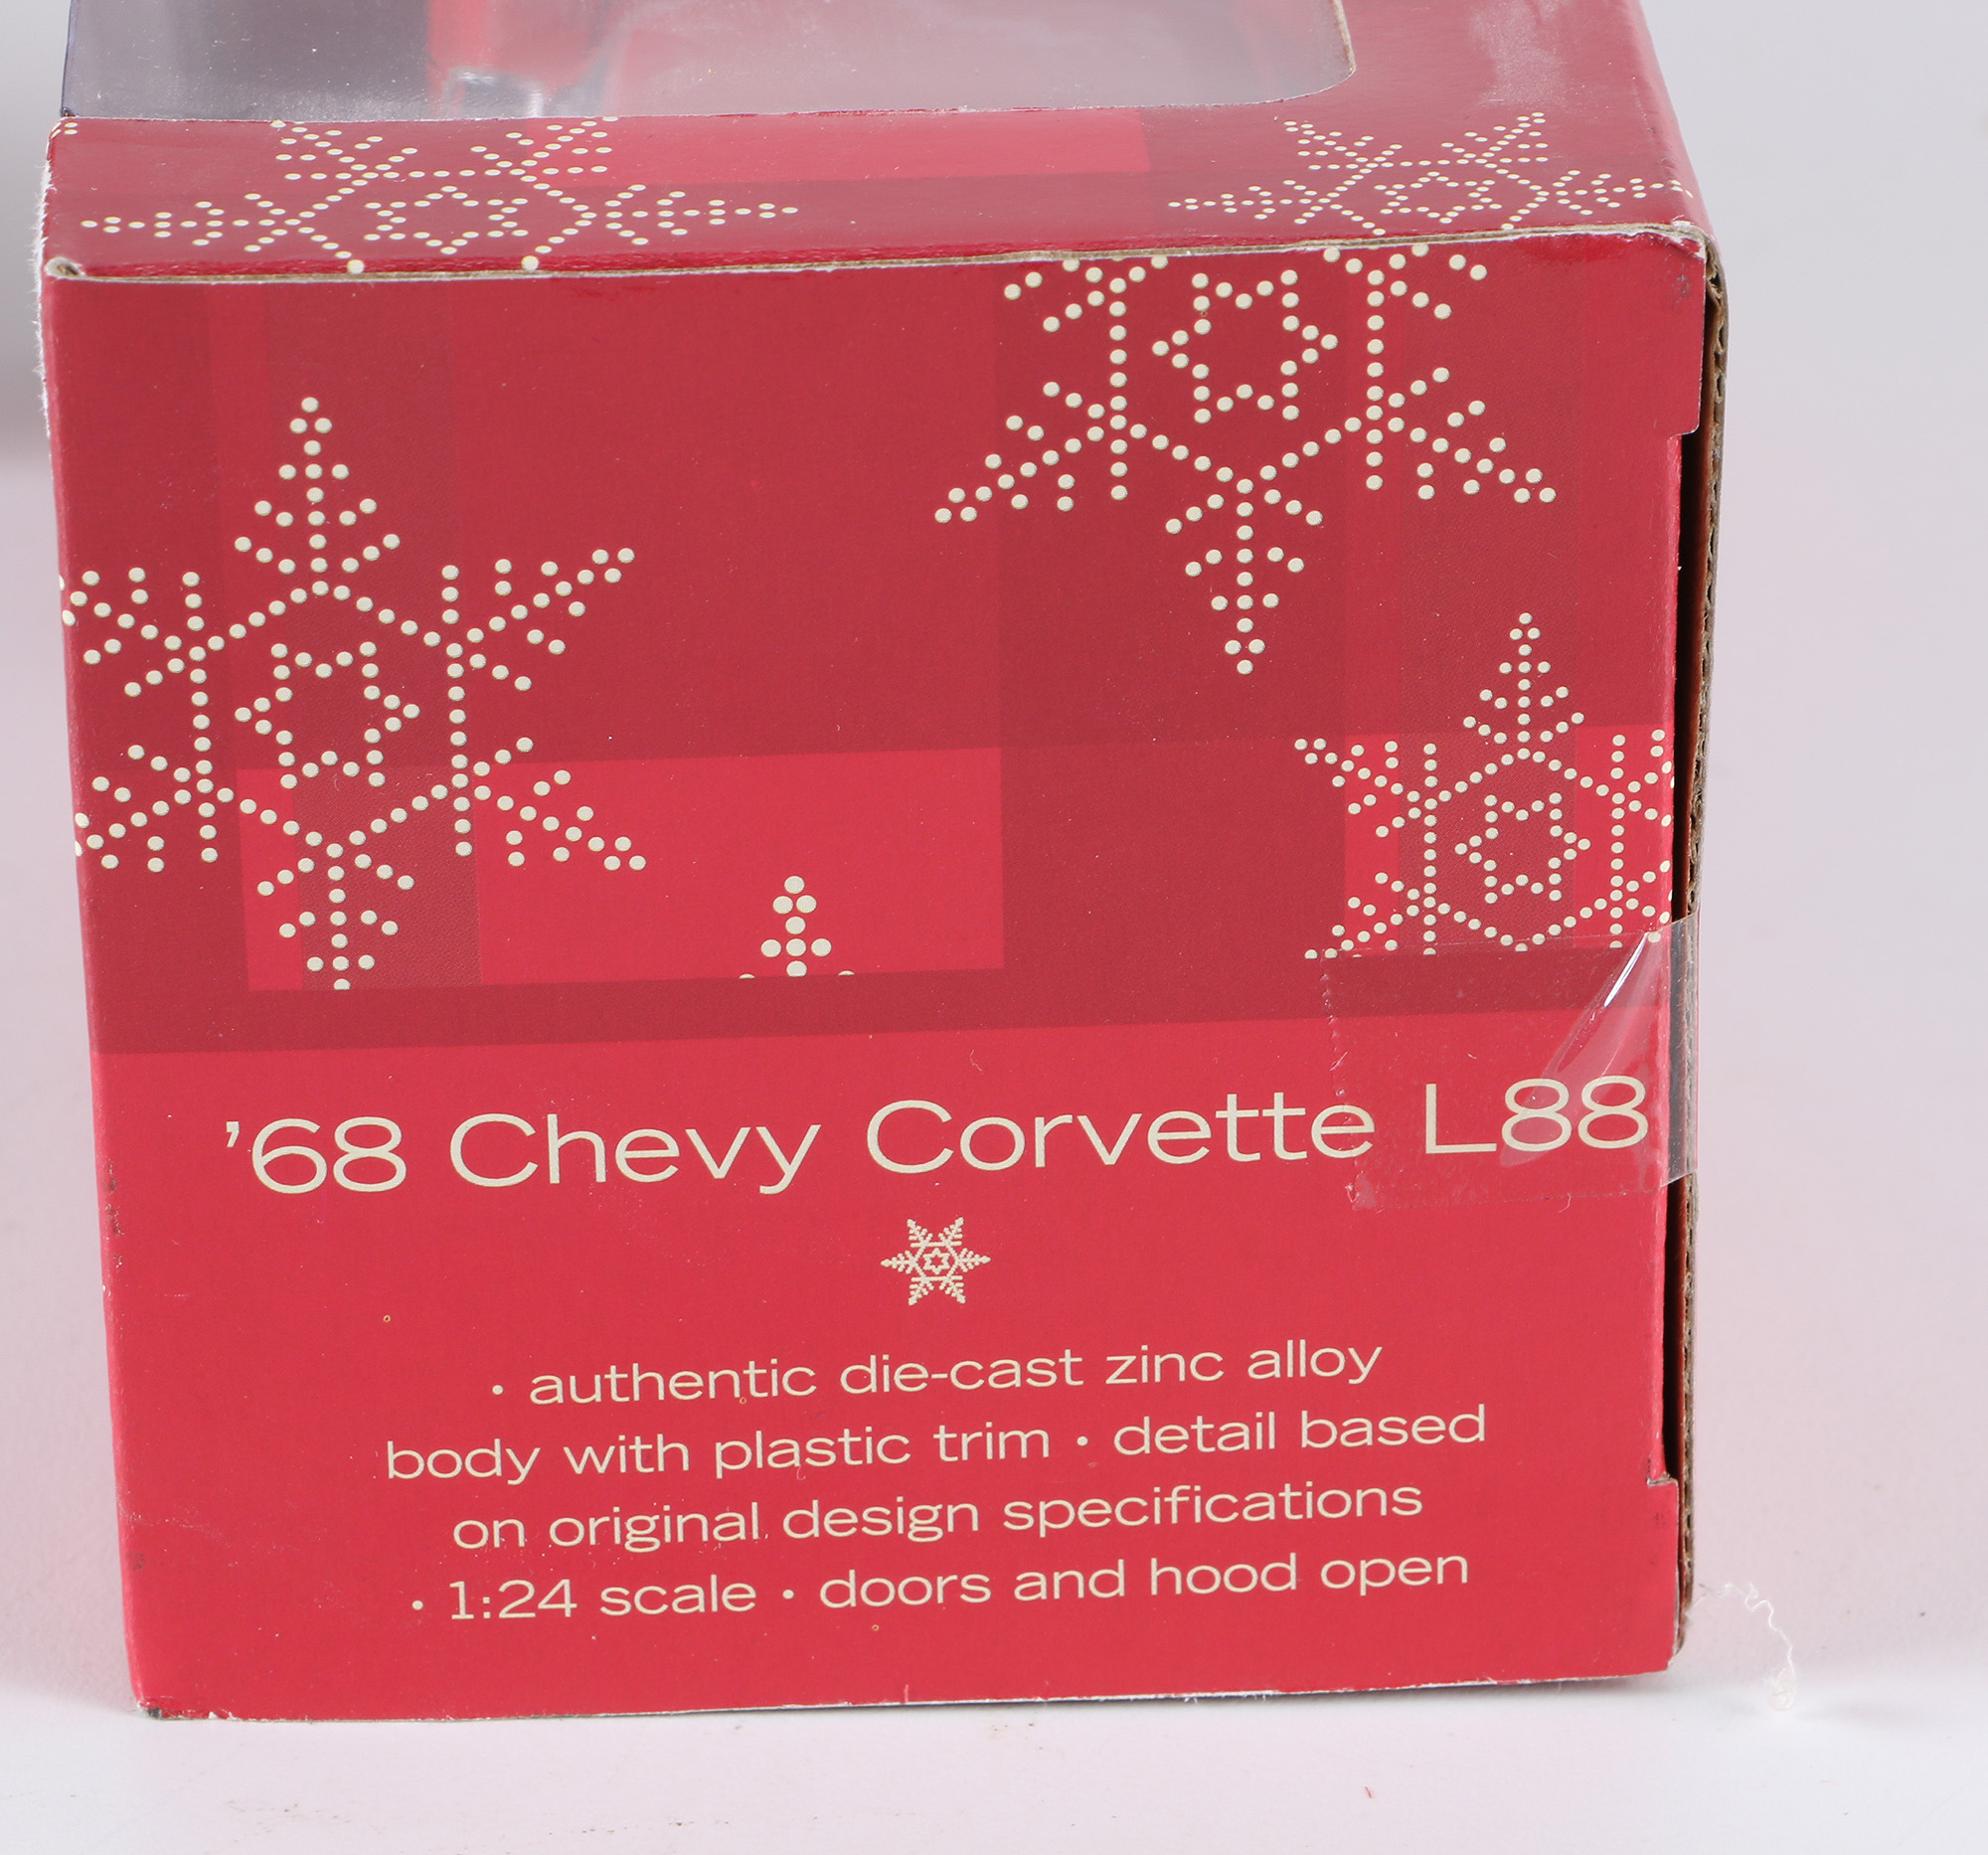 ’68 Chevy Corvette L88
• authentic die-cast zinc alloy
body with plastic trim • detail based
on original design specifications
• 1:24 scale • doors and hood open